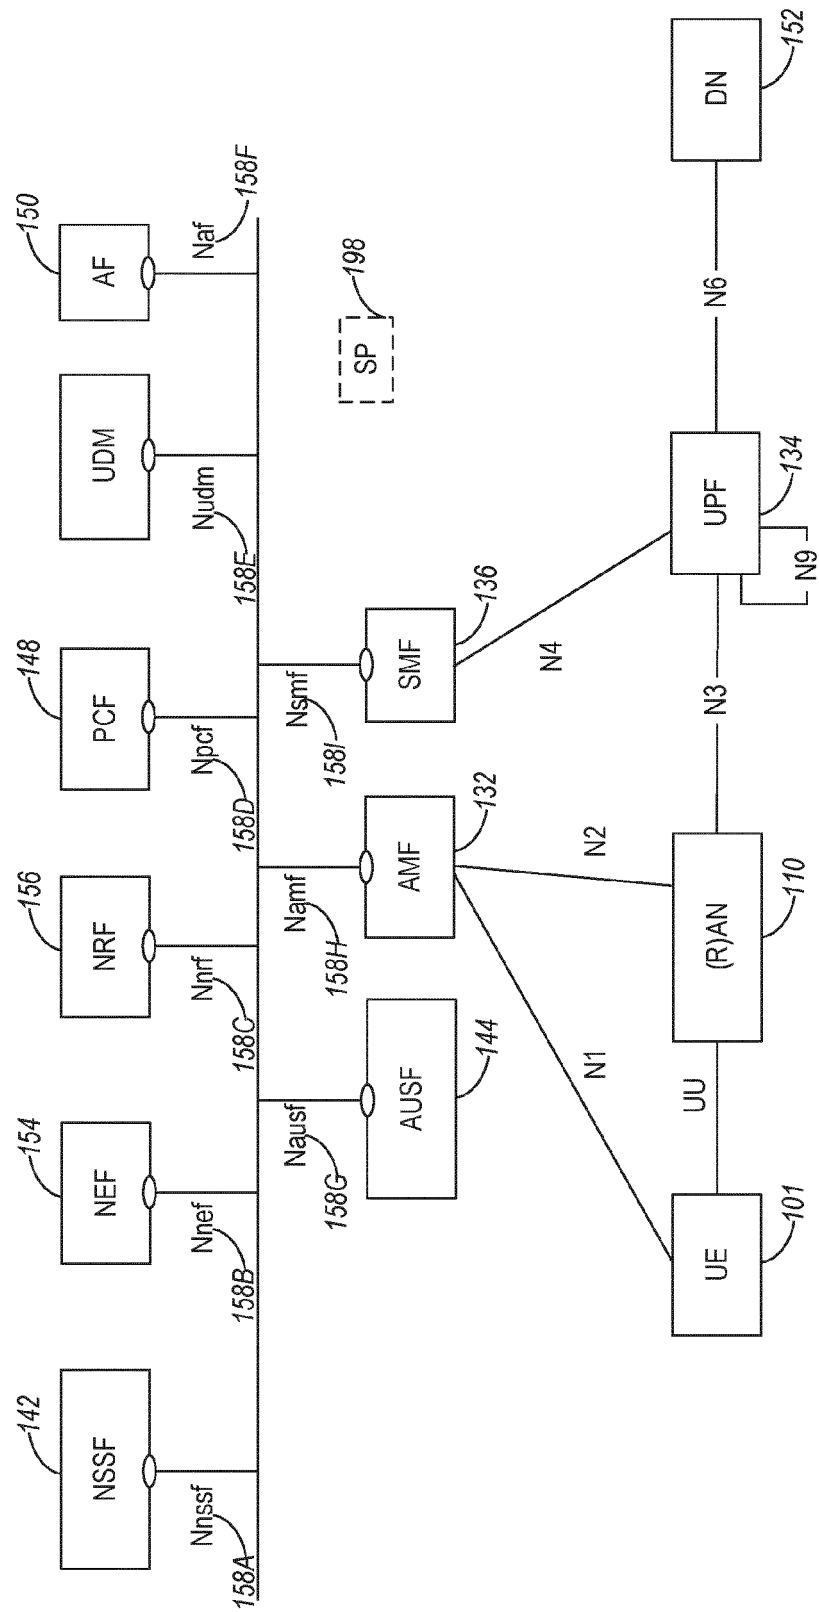 142
154
156
148
150
NSSF
NEF
NRF
PCF
UDM
AF
Nnssf
Nnef
Nnrf
Npcf
Nudm
Naf
158A
158B
158C
158D
158E
158F
Nausf
Namf
Nsmf
158G
158H
158I
198
SP
AUSF
AMF
SMF
144
132
136
N1
N2
N4
UU
N3
N6
UE
(R)AN
UPF
DN
101
110
134
152
N9